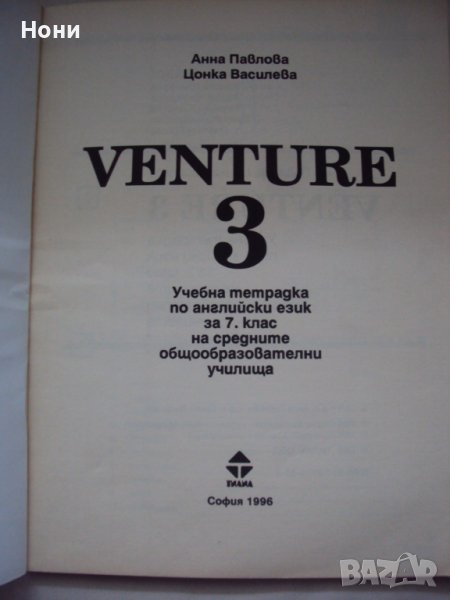 Нони
Анна Павлова
Цонка Василева
VENTURE
3
Учебна тетрадка
по английски език
за 7. клас
на средните
общообразователни
училища
София 1996
BAZAR